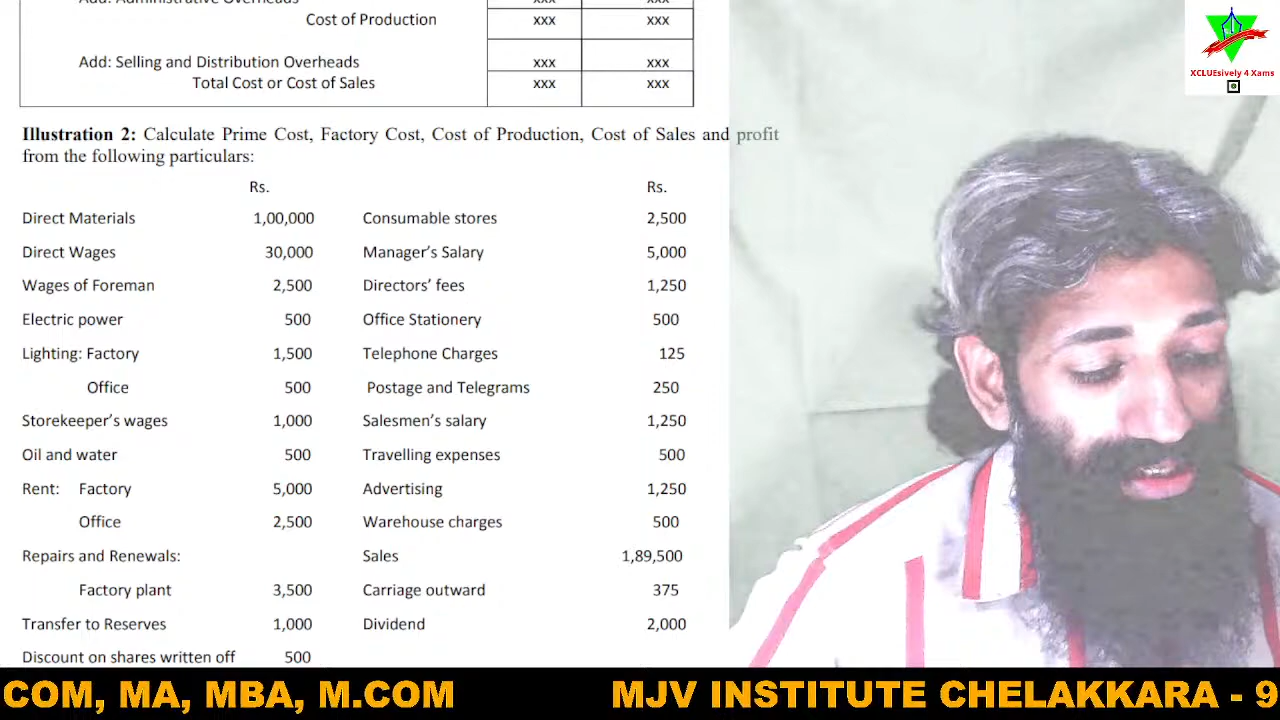 Add: Administrative Overheads xxx xxx
Cost of Production xxx xxx
Add: Selling and Distribution Overheads xxx xxx
Total Cost or Cost of Sales xxx xxx
XCLUEsively 4 Xams
Illustration 2: Calculate Prime Cost, Factory Cost, Cost of Production, Cost of Sales and profit
from the following particulars:
Rs. Rs.
Direct Materials 1,00,000 Consumable stores 2,500
Direct Wages 30,000 Manager’s Salary 5,000
Wages of Foreman 2,500 Directors’ fees 1,250
Electric power 500 Office Stationery 500
Lighting: Factory 1,500 Telephone Charges 125
Office 500 Postage and Telegrams 250
Storekeeper’s wages 1,000 Salesmen’s salary 1,250
Oil and water 500 Travelling expenses 500
Rent: Factory 5,000 Advertising 1,250
Office 2,500 Warehouse charges 500
Repairs and Renewals: Sales 1,89,500
Factory plant 3,500 Carriage outward 375
Transfer to Reserves 1,000 Dividend 2,000
Discount on shares written off 500
COM, MA, MBA, M.COM MJV INSTITUTE CHELAKKARA - 9